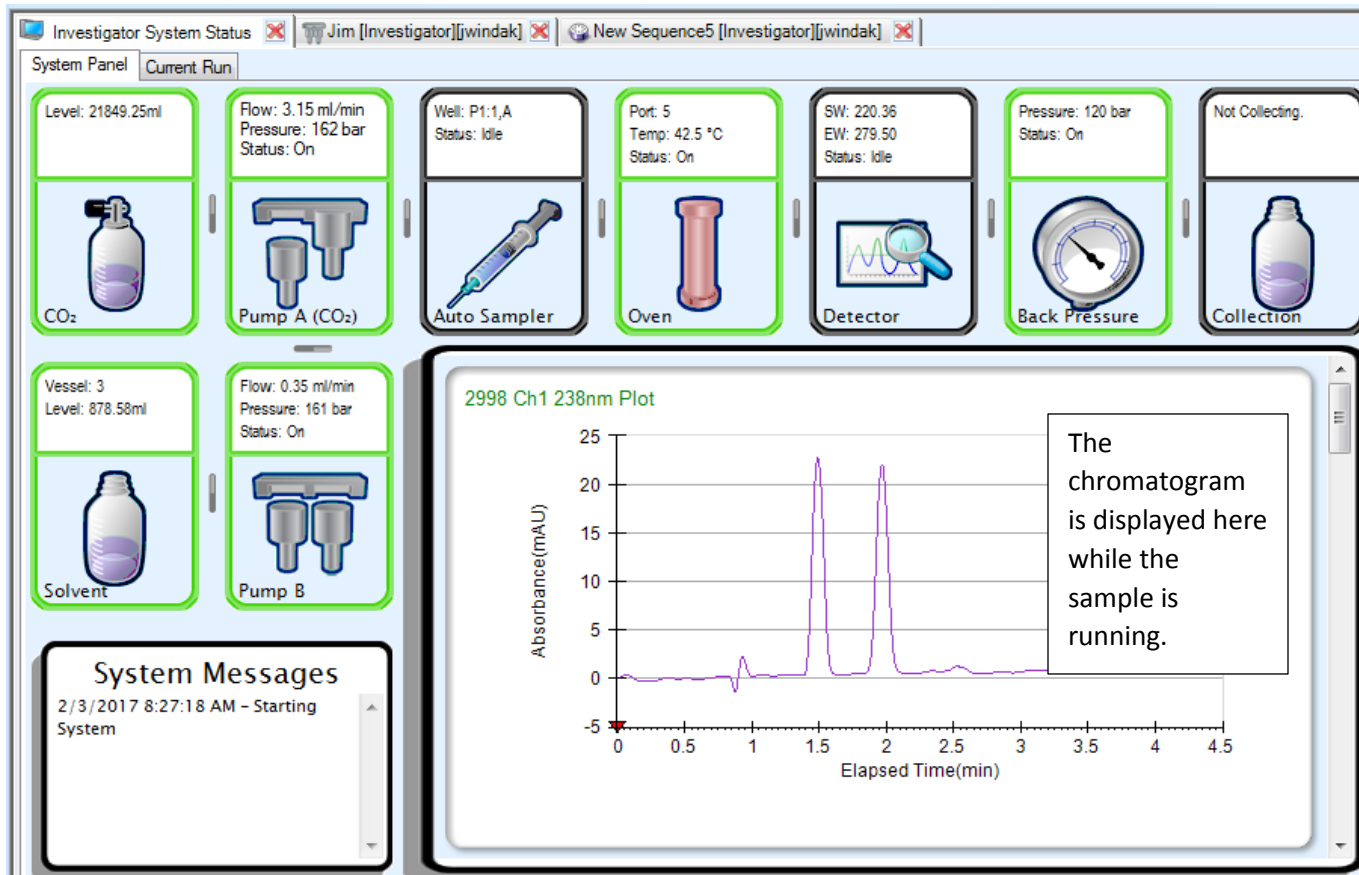 Investigator System Status
Jim [Investigator][jwindak]
New Sequence5 [Investigator][jwindak]
System Panel
Current Run
Level: 21849.25ml
CO₂
Flow: 3.15 ml/min
Pressure: 162 bar
Status: On
Pump A (CO₂)
Well: P1:1,A
Status: Idle
Auto Sampler
Port: 5
Temp: 42.5 °C
Status: On
Oven
SW: 220.36
EW: 279.50
Status: Idle
Detector
Pressure: 120 bar
Status: On
Back Pressure
Not Collecting.
Collection
Vessel: 3
Level: 878.58ml
Solvent
Flow: 0.35 ml/min
Pressure: 161 bar
Status: On
Pump B
System Messages
2/3/2017 8:27:18 AM – Starting
System
2998 Ch1 238nm Plot
Absorbance(mAU)
25
20
15
10
5
0
-5
0 0.5 1 1.5 2 2.5 3 3.5 4 4.5
Elapsed Time(min)
The
chromatogram
is displayed here
while the
sample is
running.